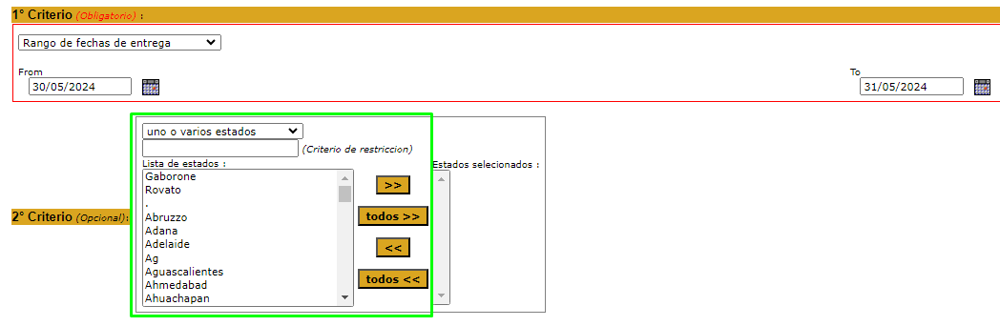 1° Criterio (Obligatorio) :
Rango de fechas de entrega
From To
30/05/2024 31/05/2024
uno o varios estados
(Criterio de restriccion)
Lista de estados : Estados selecionados :
Gaborone
Rovato
.
Abruzzo
Adana
Adelaide
Ag
Aguascalientes
Ahmedabad
Ahuachapan
>>
todos >>
<<
todos <<
2° Criterio (Opcional):